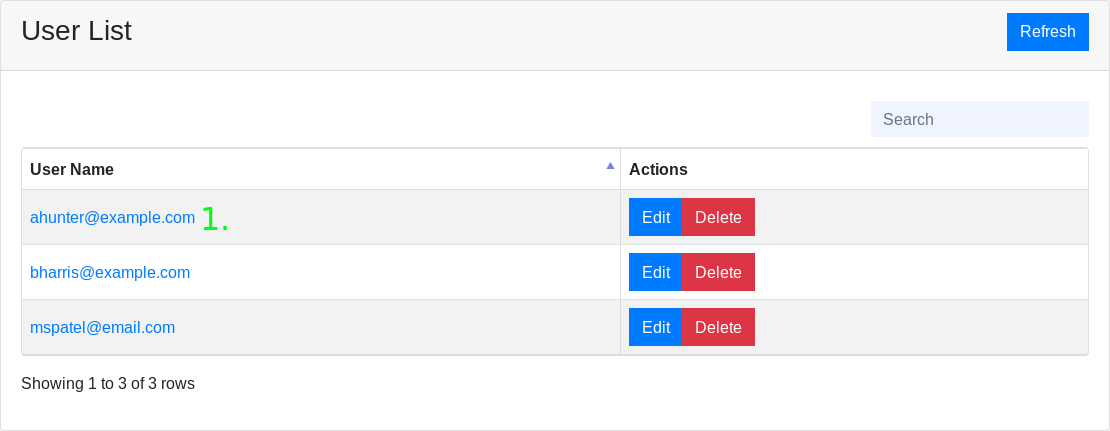 User List Refresh
Search
User Name Actions
ahunter@example.com 1. Edit Delete
bharris@example.com Edit Delete
mspatel@email.com Edit Delete
Showing 1 to 3 of 3 rows